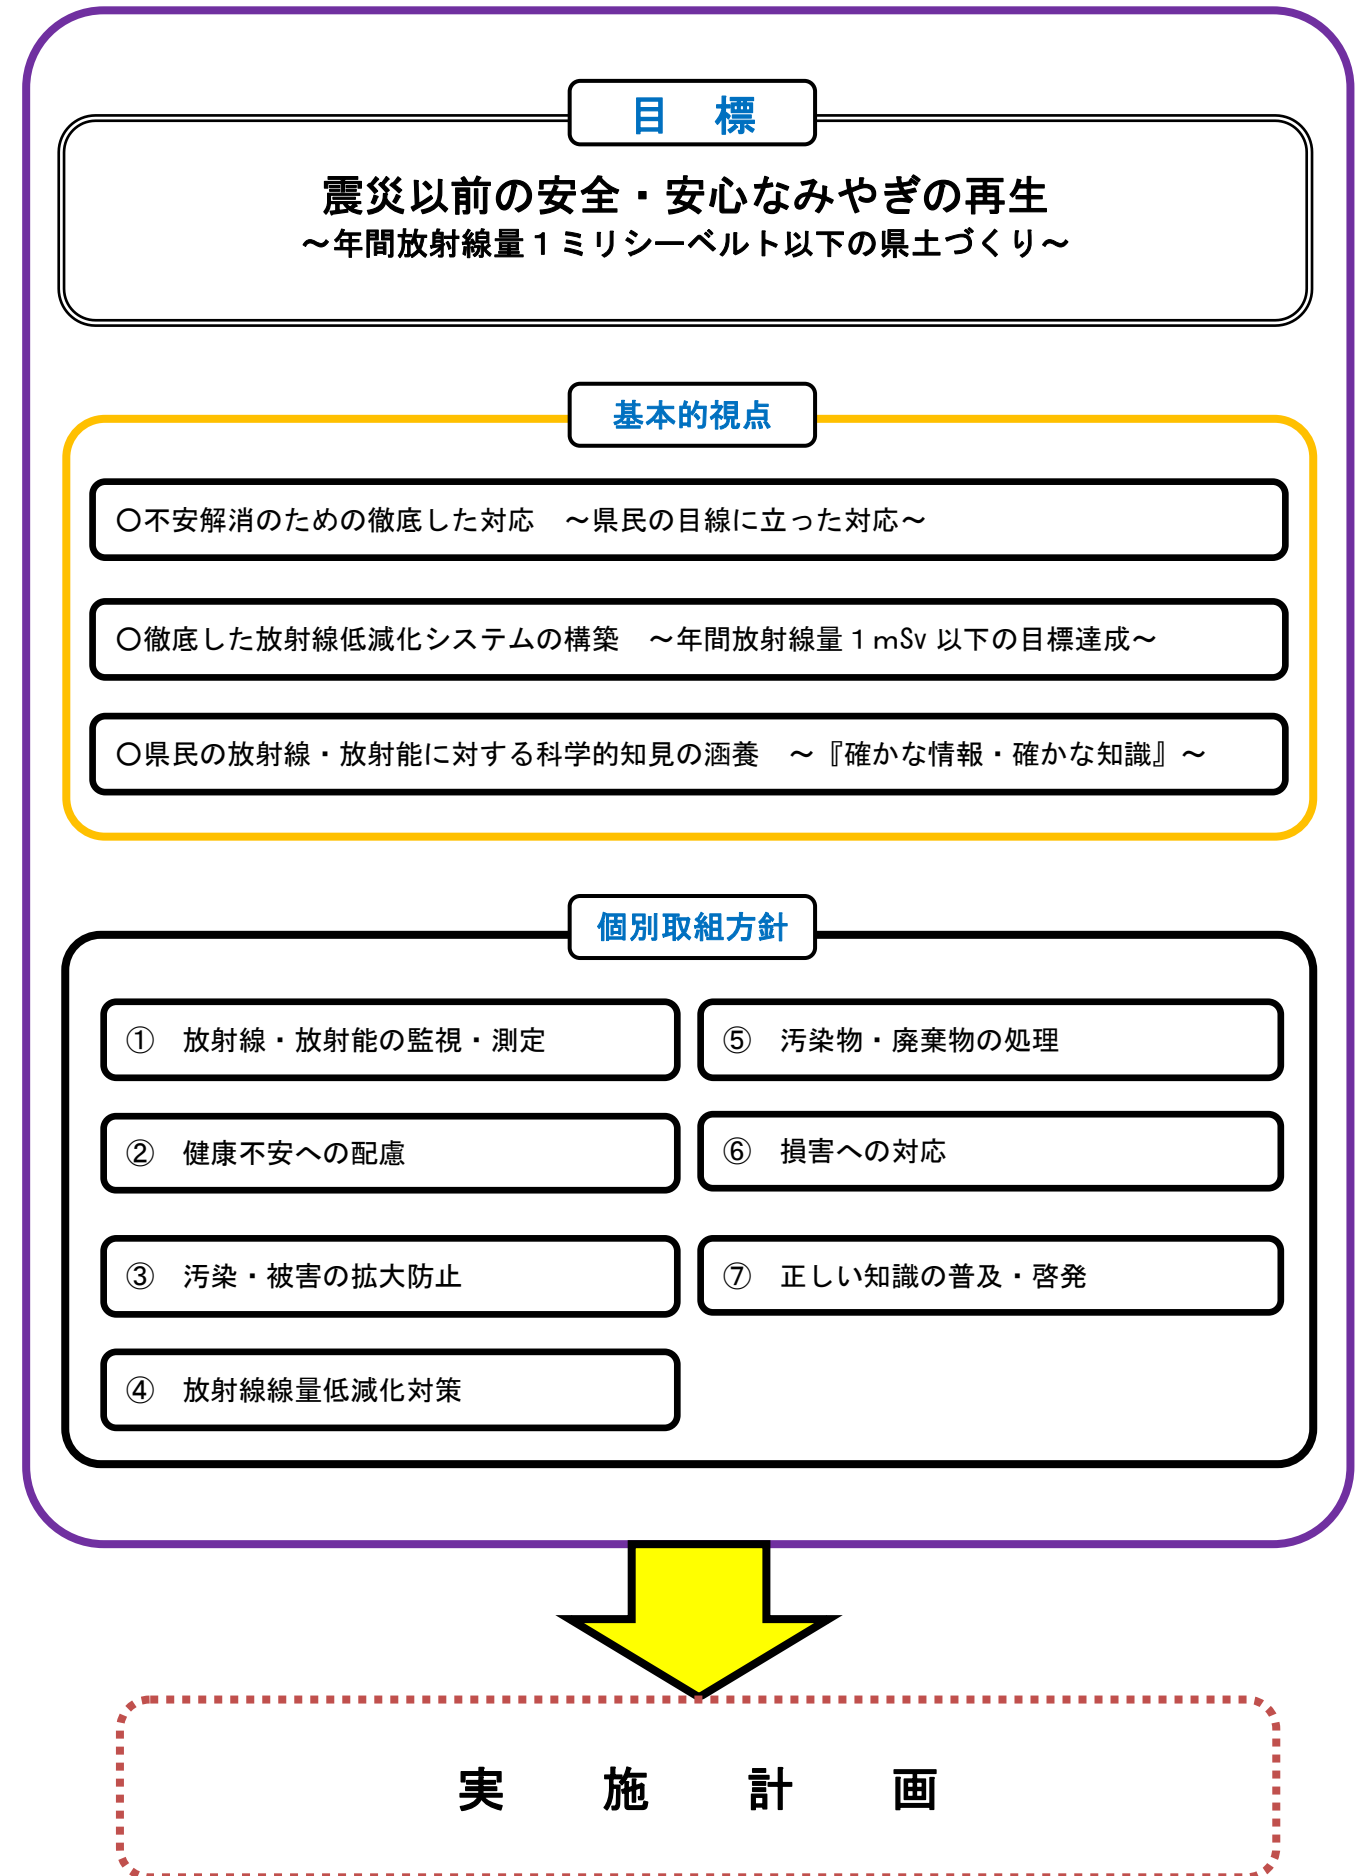 目　標
震災以前の安全・安心なみやぎの再生
～年間放射線量１ミリシーベルト以下の県土づくり～
基本的視点
○不安解消のための徹底した対応　～県民の目線に立った対応～
○徹底した放射線低減化システムの構築　～年間放射線量１ｍSv 以下の目標達成～
○県民の放射線・放射能に対する科学的知見の涵養　～『確かな情報・確かな知識』～
個別取組方針
①　放射線・放射能の監視・測定
②　健康不安への配慮
③　汚染・被害の拡大防止
④　放射線線量低減化対策
⑤　汚染物・廃棄物の処理
⑥　損害への対応
⑦　正しい知識の普及・啓発
実　施　計　画